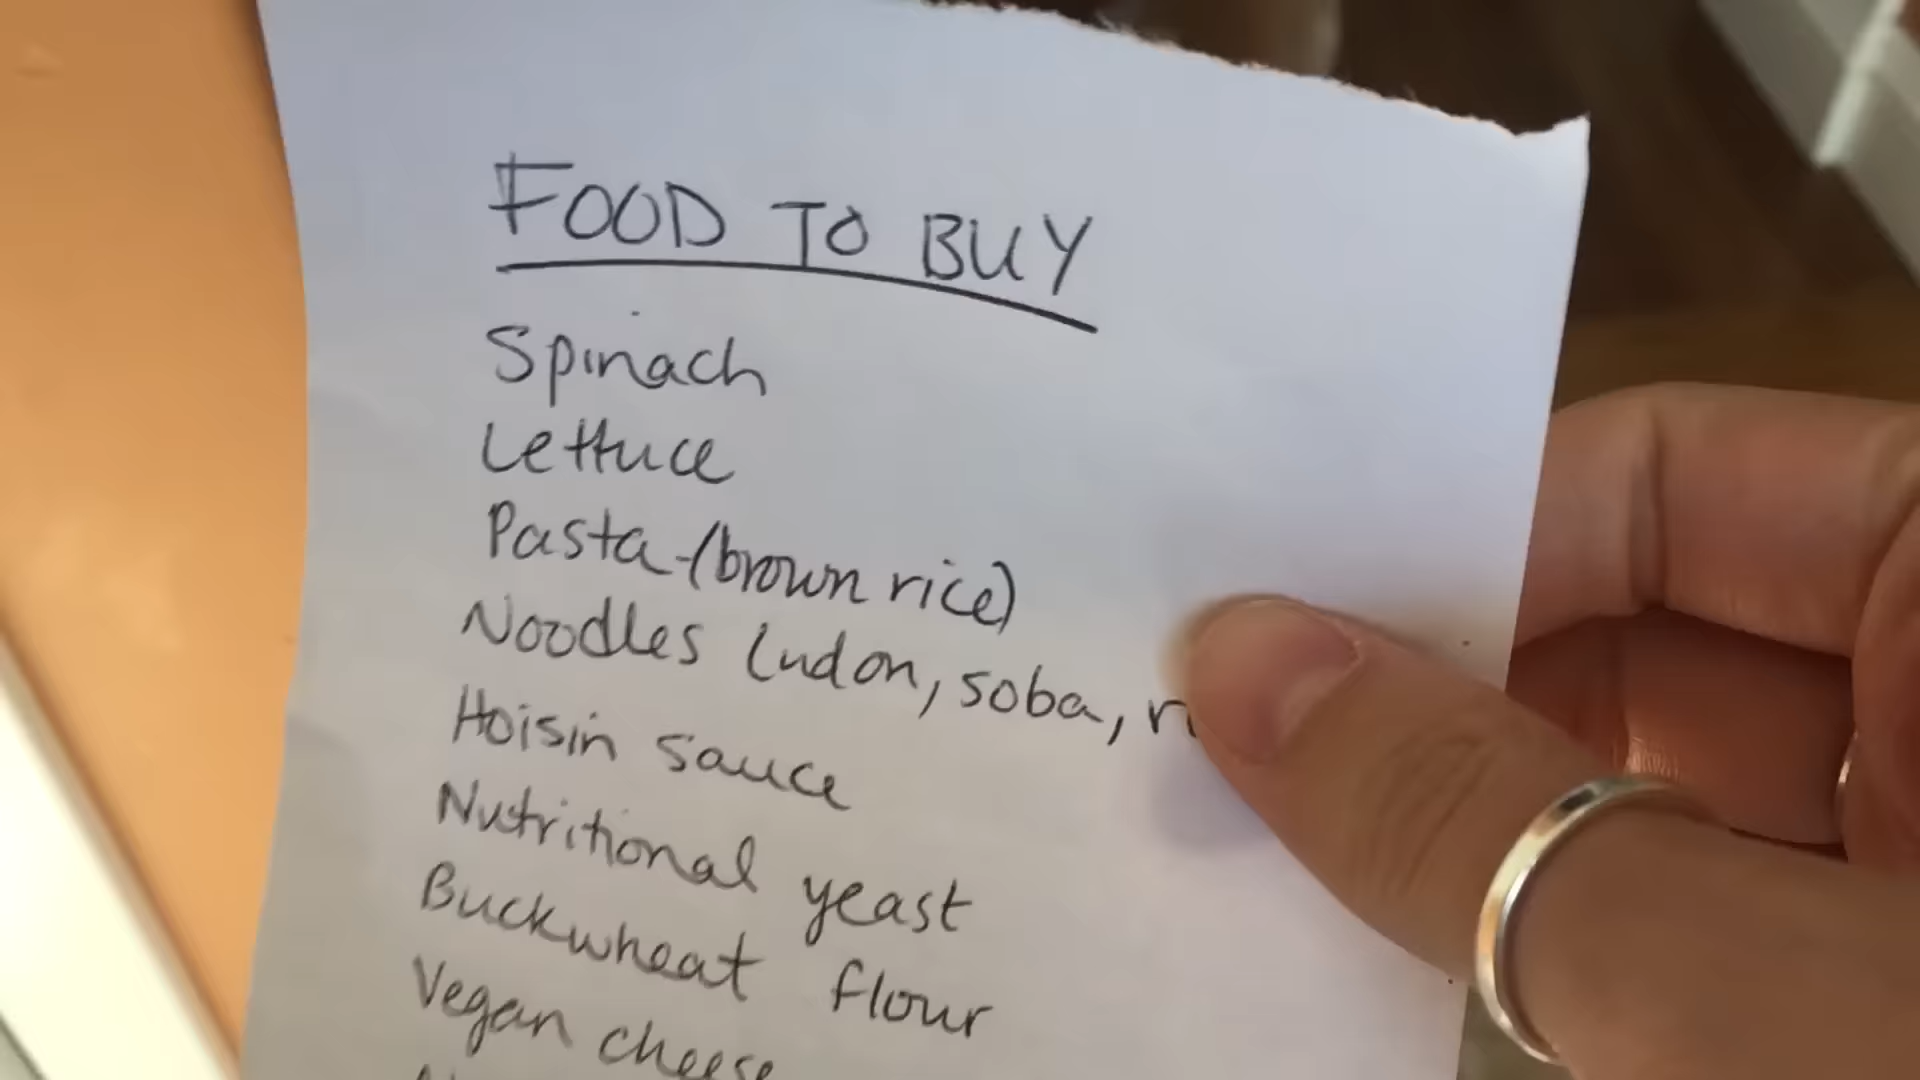 FOOD TO BUY
Spinach
Lettuce
Pasta-(brown rice)
Noodles (udon, soba,
Hoisin sauce
Nutritional yeast
Buckwheat flour
Vegan cheese